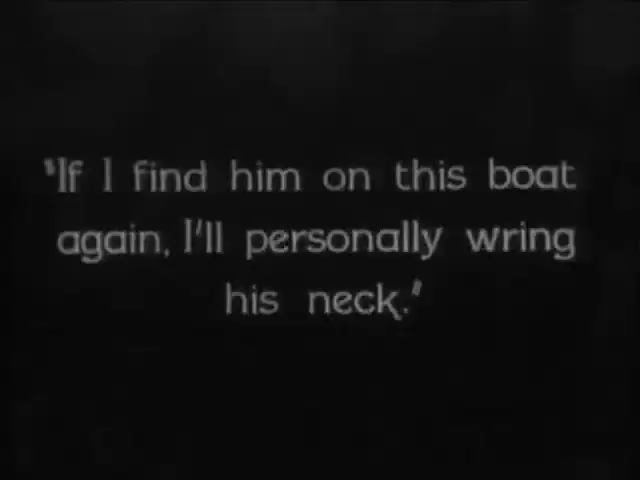 "If I find him on this boat
again, I'll personally wring
his neck."